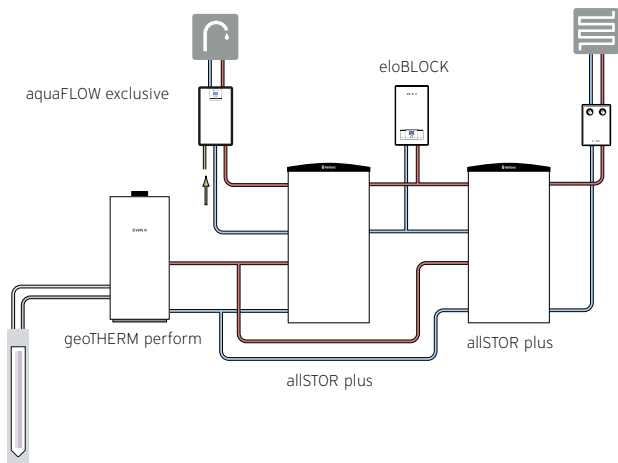 eloBLOCK
aquaFLOW exclusive
geoTHERM perform
allSTOR plus
allSTOR plus